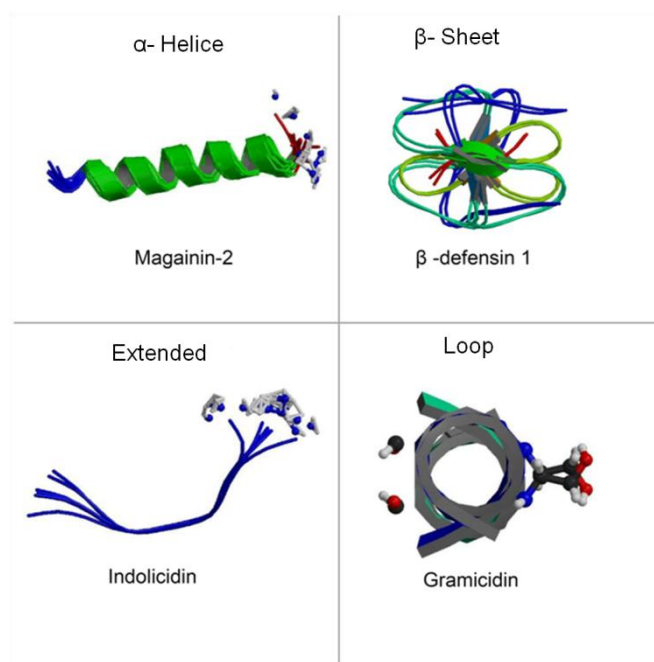 α- Helice
β- Sheet
Magainin-2
β -defensin 1
Extended
Loop
Indolicidin
Gramicidin